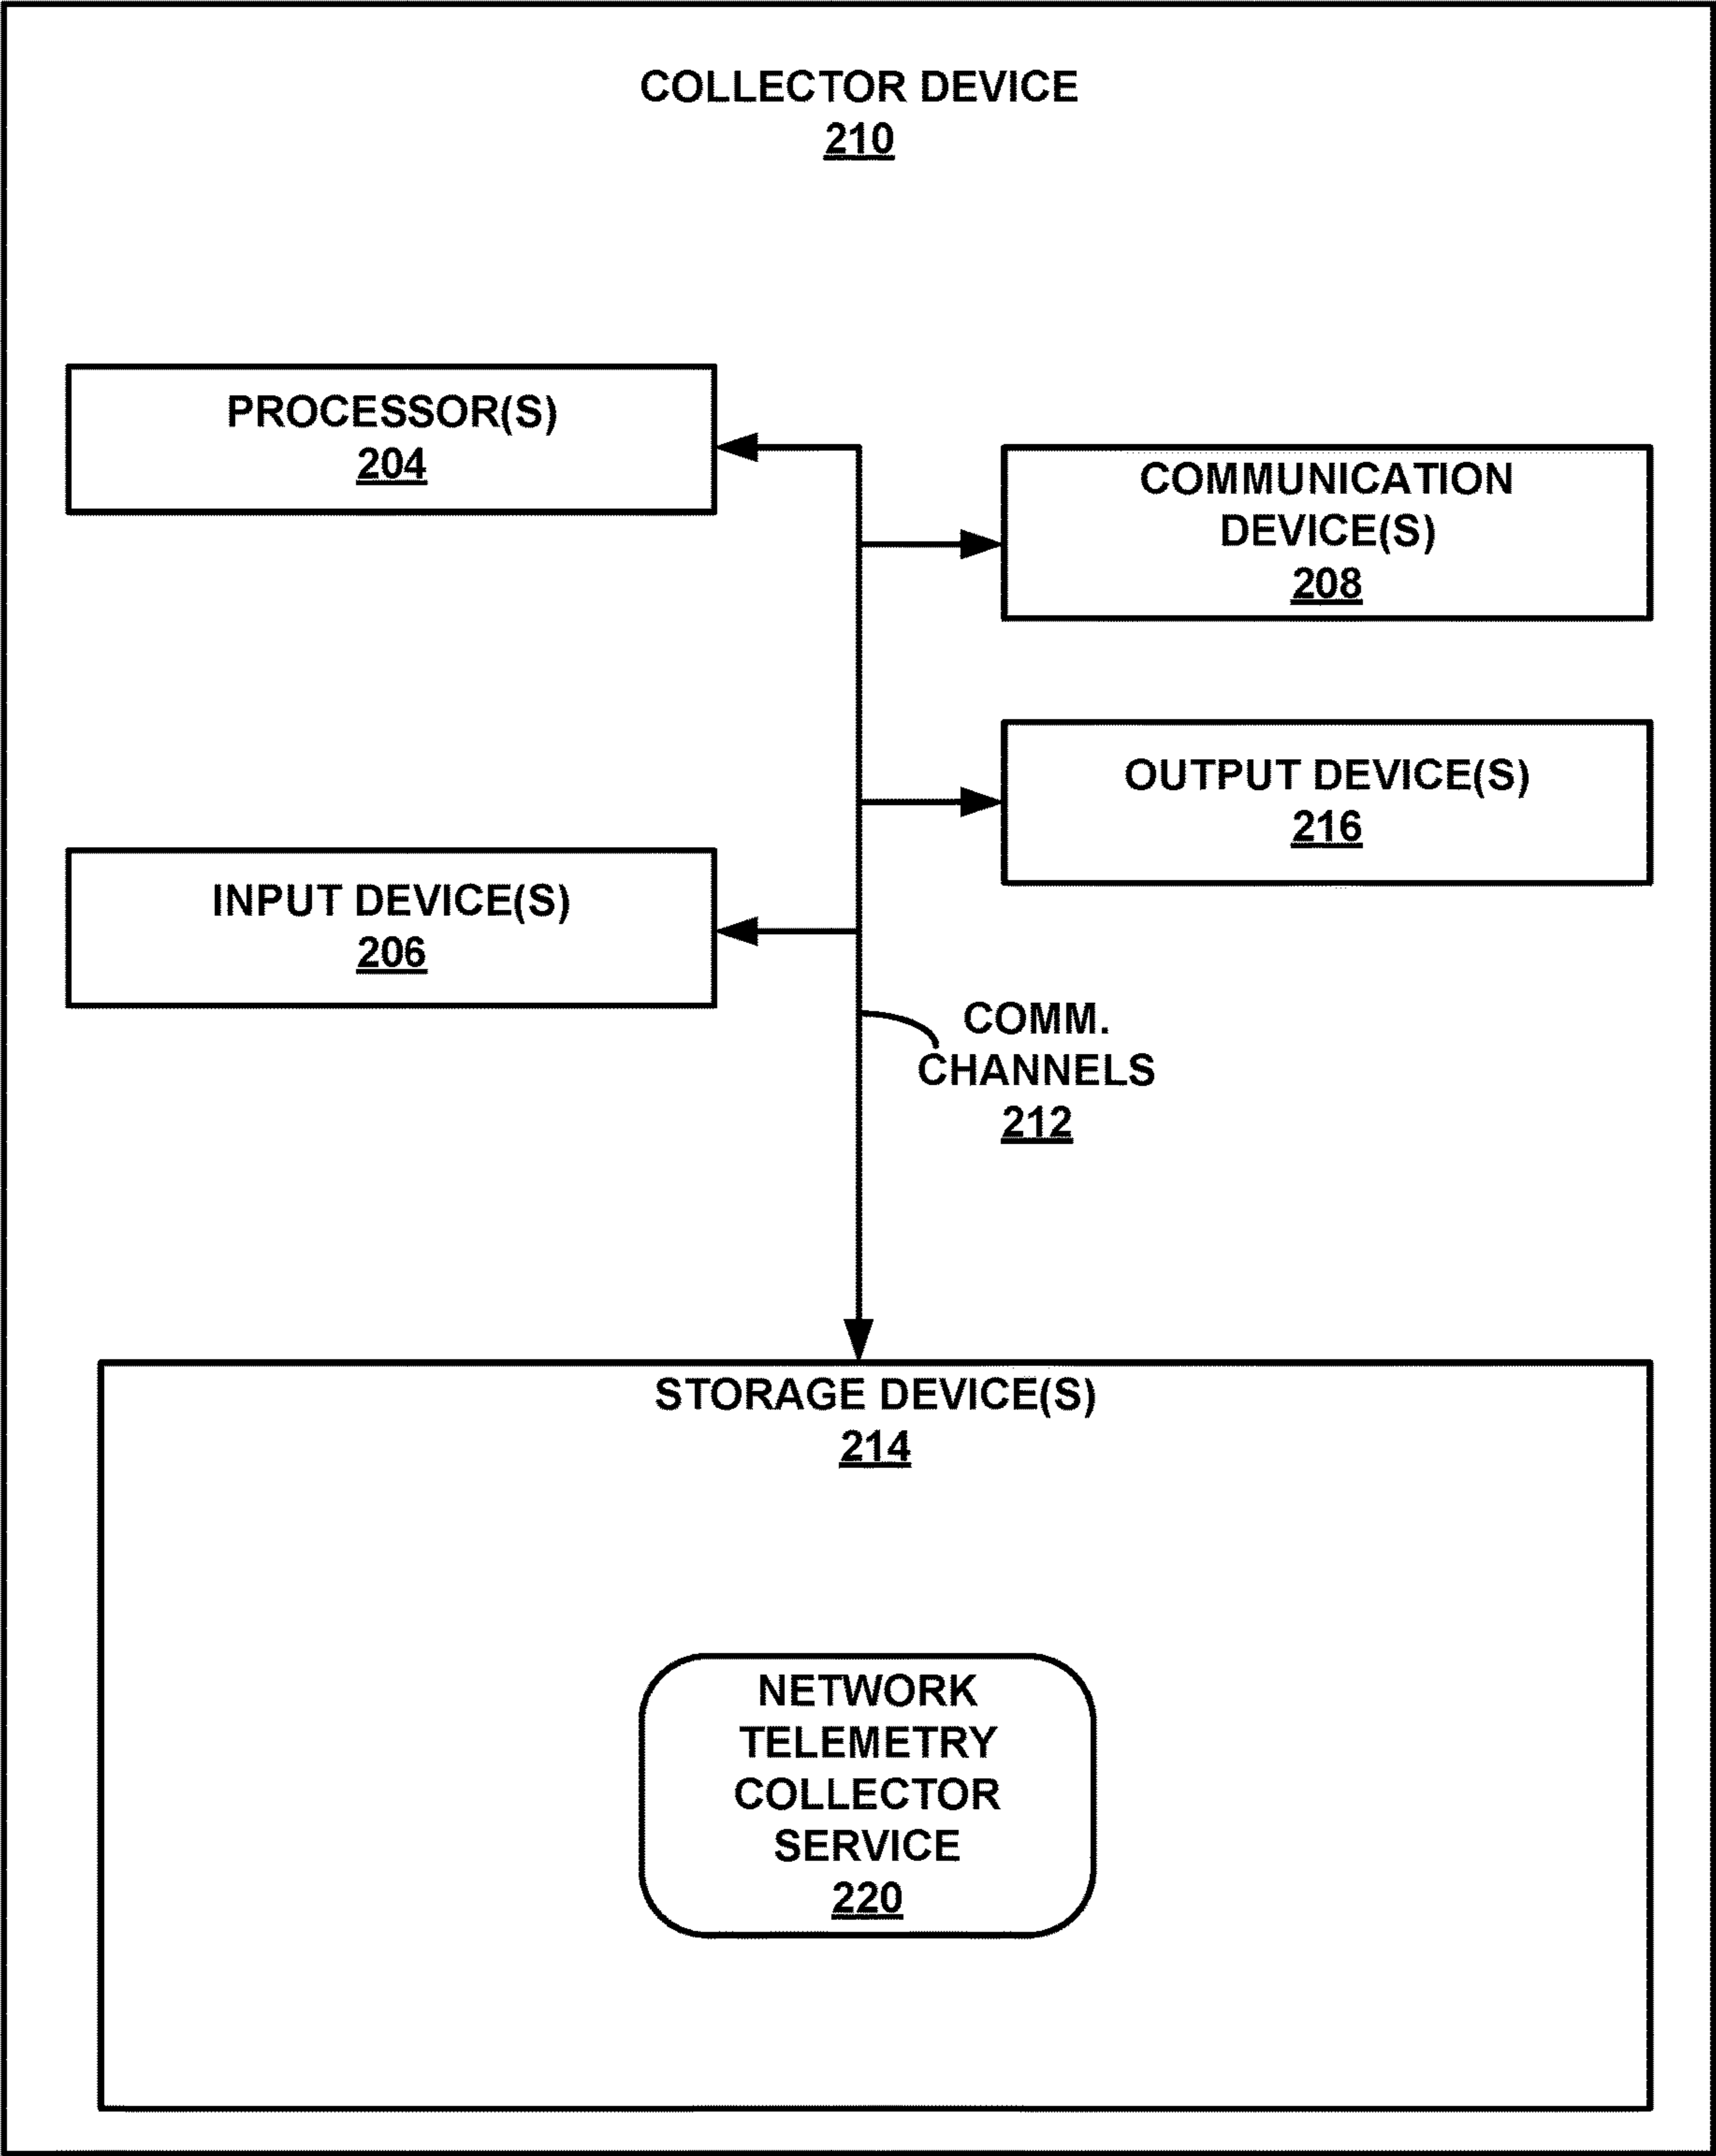 COLLECTOR DEVICE
210
PROCESSOR(S)
204
COMMUNICATION
DEVICE(S)
208
OUTPUT DEVICE(S)
216
INPUT DEVICE(S)
206
COMM.
CHANNELS
212
STORAGE DEVICE(S)
214
NETWORK
TELEMETRY
COLLECTOR
SERVICE
220